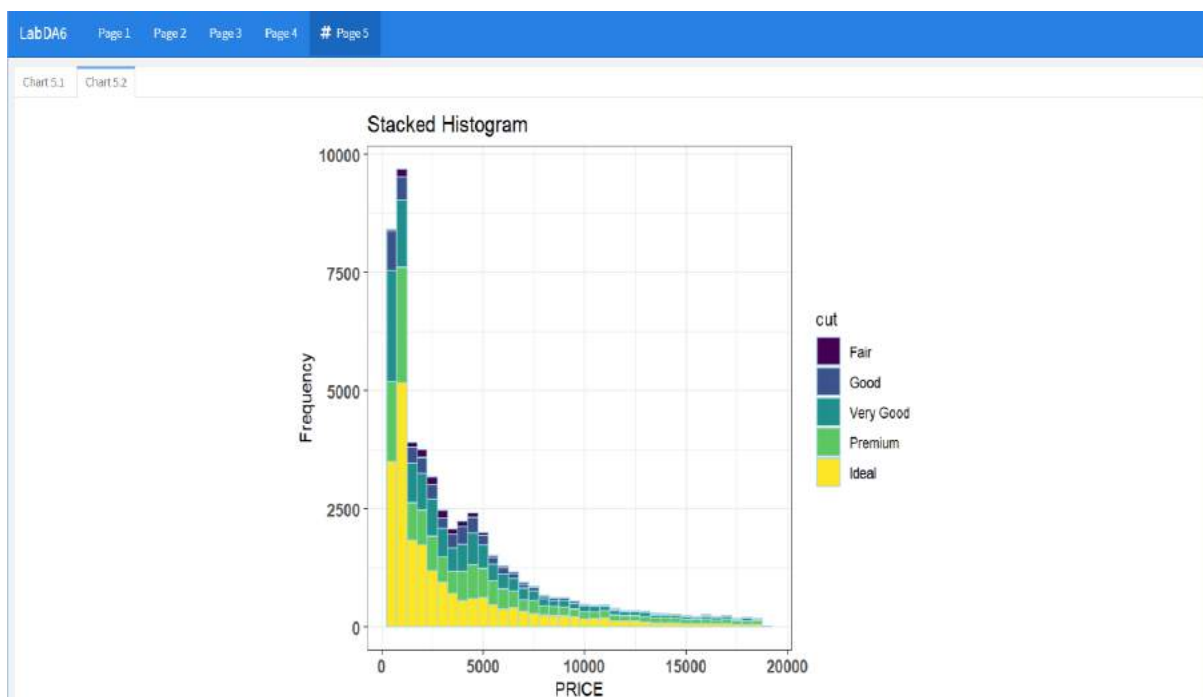 LabDA6 Page 1 Page 2 Page 3 Page 4 # Page 5
Chart 5.1 Chart 5.2
Stacked Histogram
10000
7500
5000
2500
0
Frequency
0 5000 10000 15000 20000
PRICE
cut
Fair
Good
Very Good
Premium
Ideal